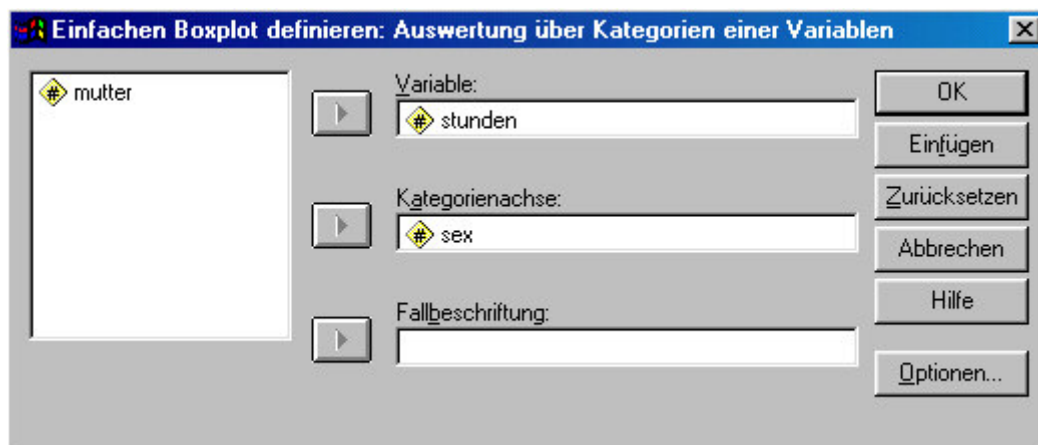 Einfachen Boxplot definieren: Auswertung über Kategorien einer Variablen
# mutter
Variable:
# stunden
Kategorienachse:
# sex
Fallbeschriftung:
OK
Einfügen
Zurücksetzen
Abbrechen
Hilfe
Optionen...